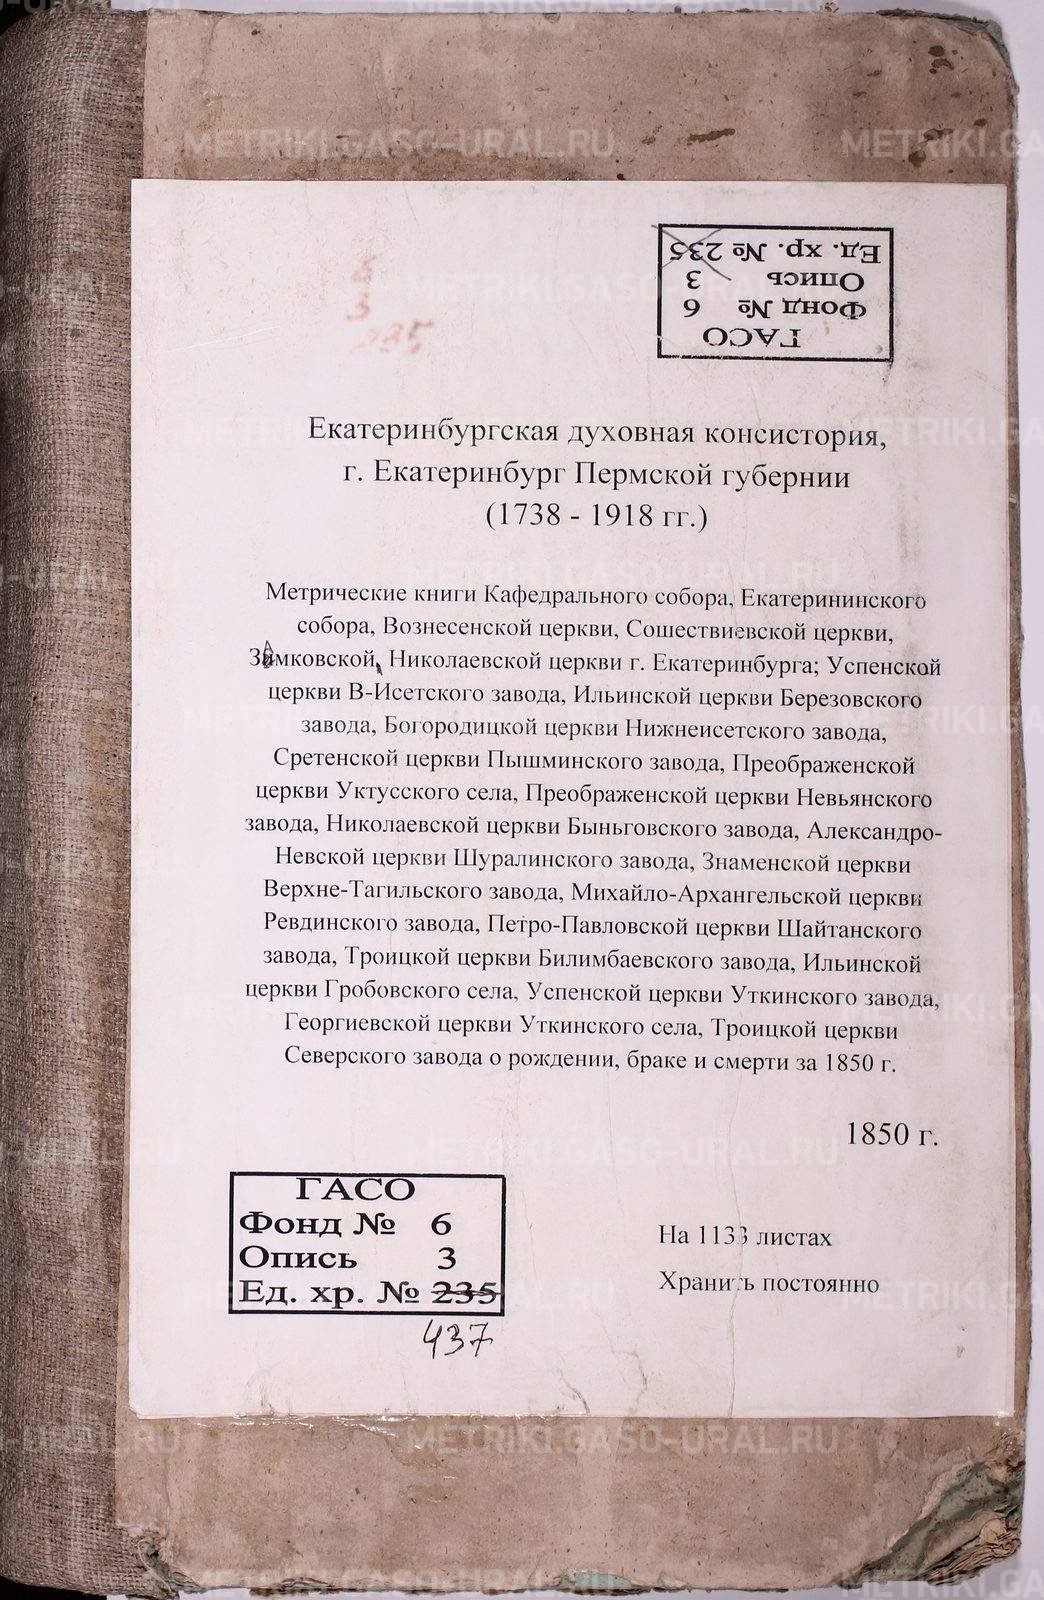 METRIKI.GASO-URAL.RU
6
3
235
ГАСО
Фонд № 6
Опись 3
Ед. хр. № 235
Екатеринбургская духовная консистория,
г. Екатеринбург Пермской губернии
(1738 - 1918 гг.)
Метрические книги Кафедрального собора, Екатерининского
собора, Вознесенской церкви, Сошествиевской церкви,
Замковской, Николаевской церкви г. Екатеринбурга; Успенской
церкви В-Исетского завода, Ильинской церкви Березовского
завода, Богородицкой церкви Нижнеисетского завода,
Сретенской церкви Пышминского завода, Преображенской
церкви Уктусского села, Преображенской церкви Невьянского
завода, Николаевской церкви Быньговского завода, Александро-
Невской церкви Шуралинского завода, Знаменской церкви
Верхне-Тагильского завода, Михайло-Архангельской церкви
Ревдинского завода, Петро-Павловской церкви Шайтанского
завода, Троицкой церкви Билимбаевского завода, Ильинской
церкви Гробовского села, Успенской церкви Уткинского завода,
Георгиевской церкви Уткинского села, Троицкой церкви
Северского завода о рождении, браке и смерти за 1850 г.
1850 г.
ГАСО
Фонд № 6
Опись 3
Ед. хр. № 235
437
На 1133 листах
Хранить постоянно